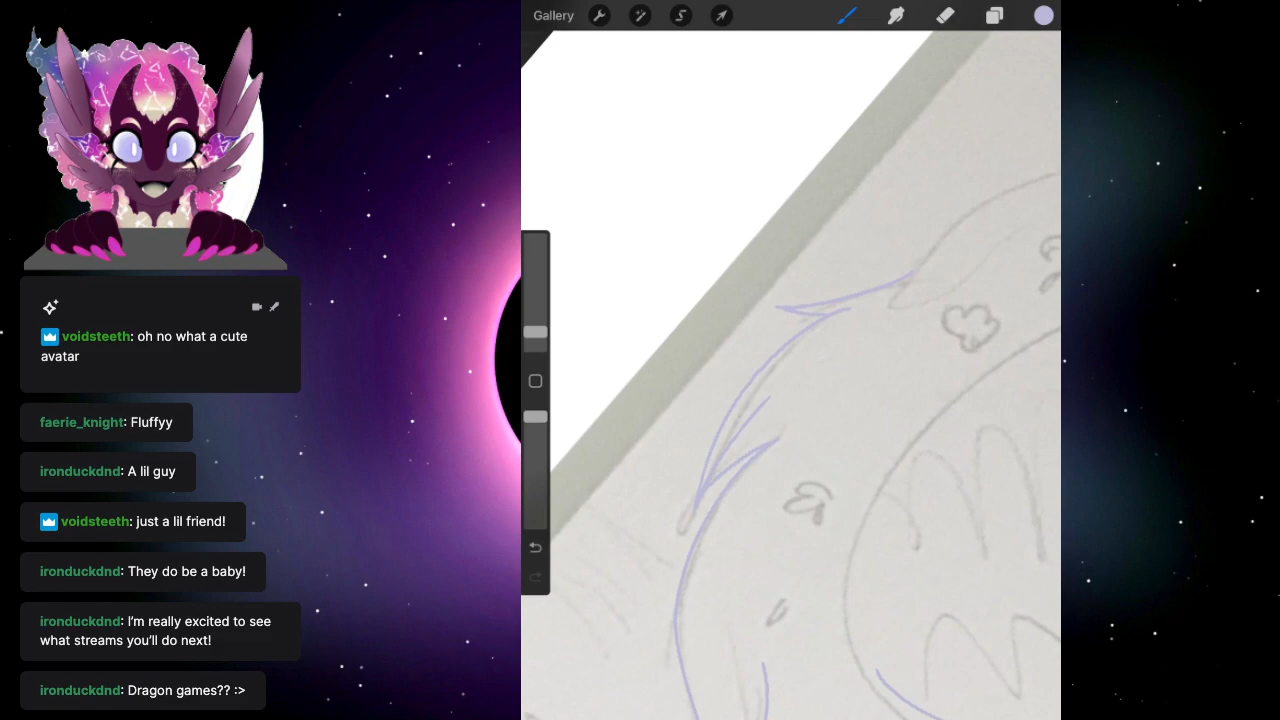 Gallery
voidsteeth: oh no what a cute
avatar
faerie_knight: Fluffyy
ironduckdnd: A lil guy
voidsteeth: just a lil friend!
ironduckdnd: They do be a baby!
ironduckdnd: I’m really excited to see
what streams you’ll do next!
ironduckdnd: Dragon games?? :>